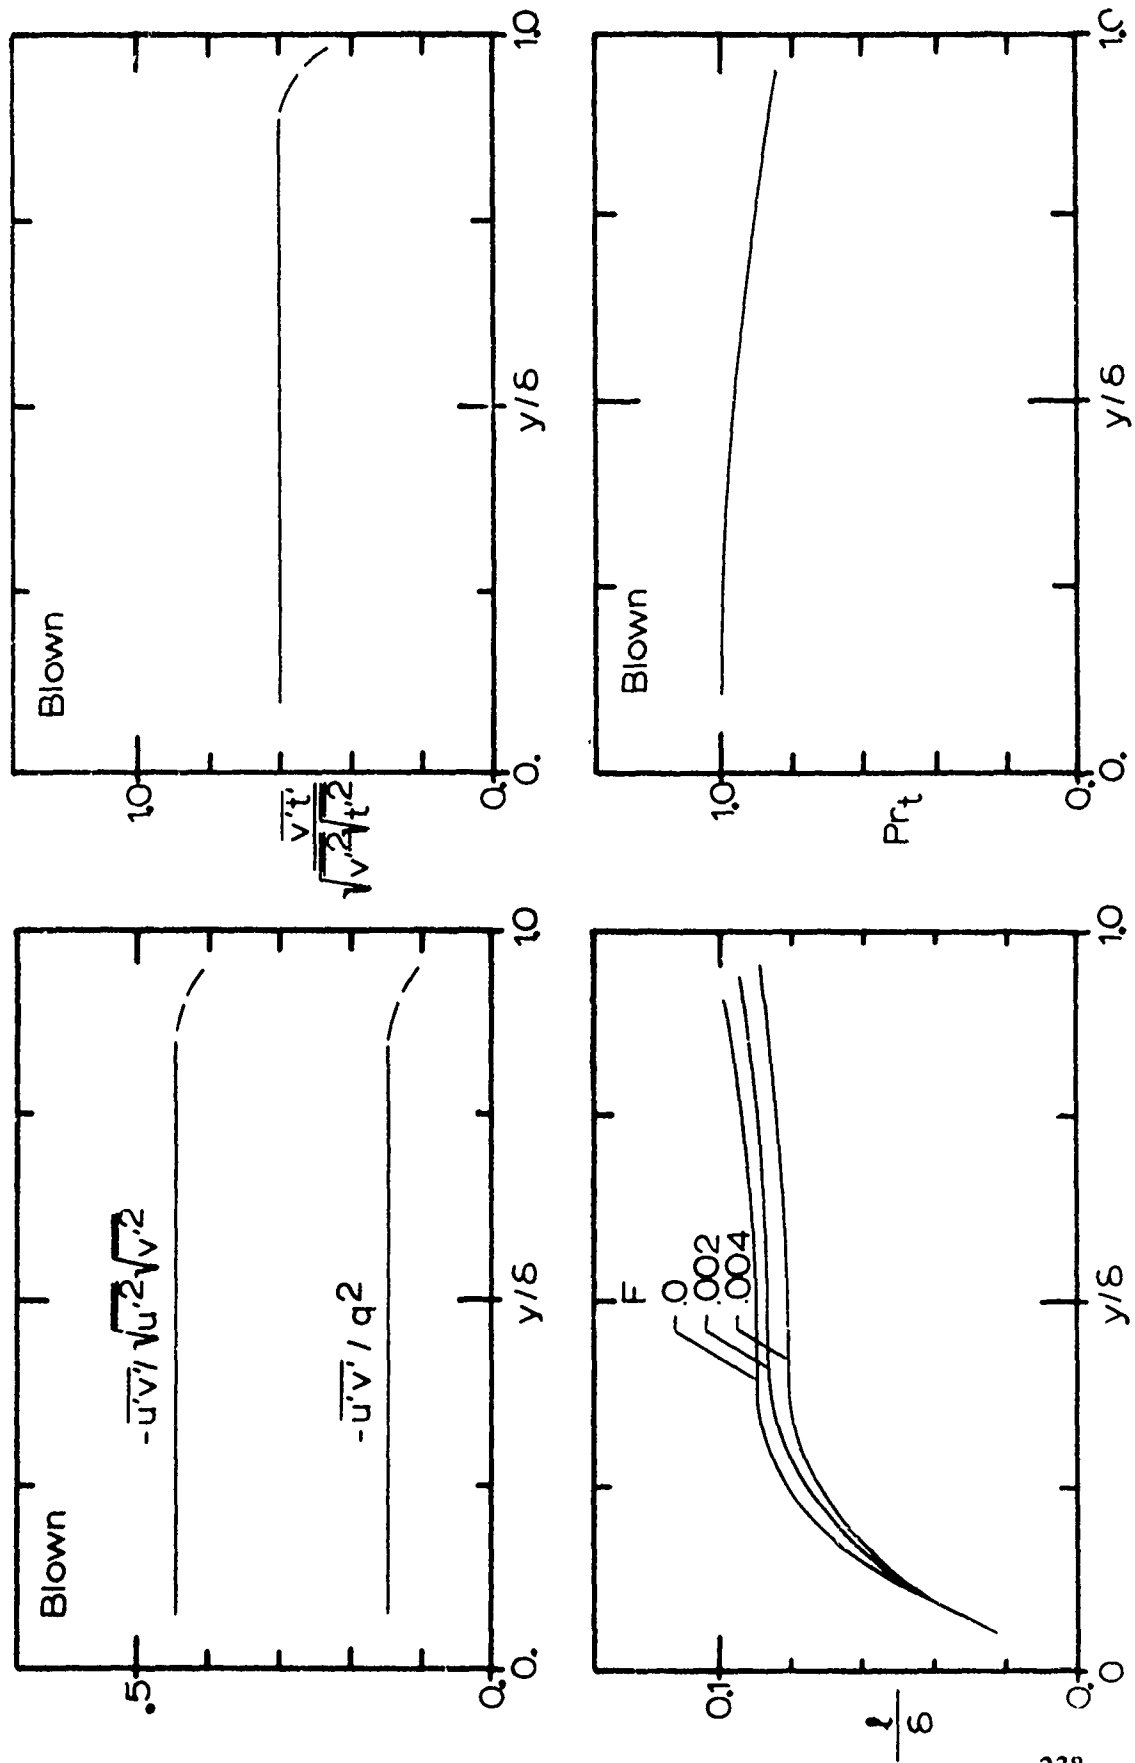 Blown
-u'v'/√u'²√v'²
-u'v' / q²
.5
0.
0.
1.0
y/δ
Blown
v't'
√v'²√t'²
1.0
0.
0.
1.0
y/δ
F
.0
.002
.004
ℓ
δ
0.1
0.
0
1.0
y/δ
Blown
Pr_t
1.0
0.
0.
1.0
y/δ